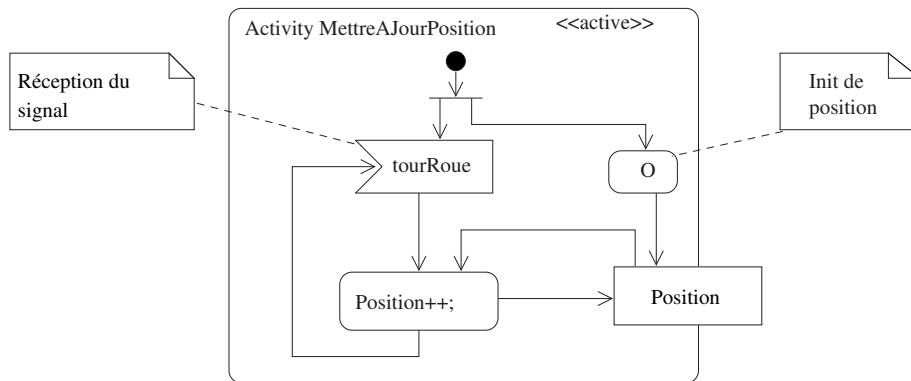 Activity MettreAJourPosition <<active>>
Réception du
signal
Init de
position
tourRoue
O
Position++;
Position